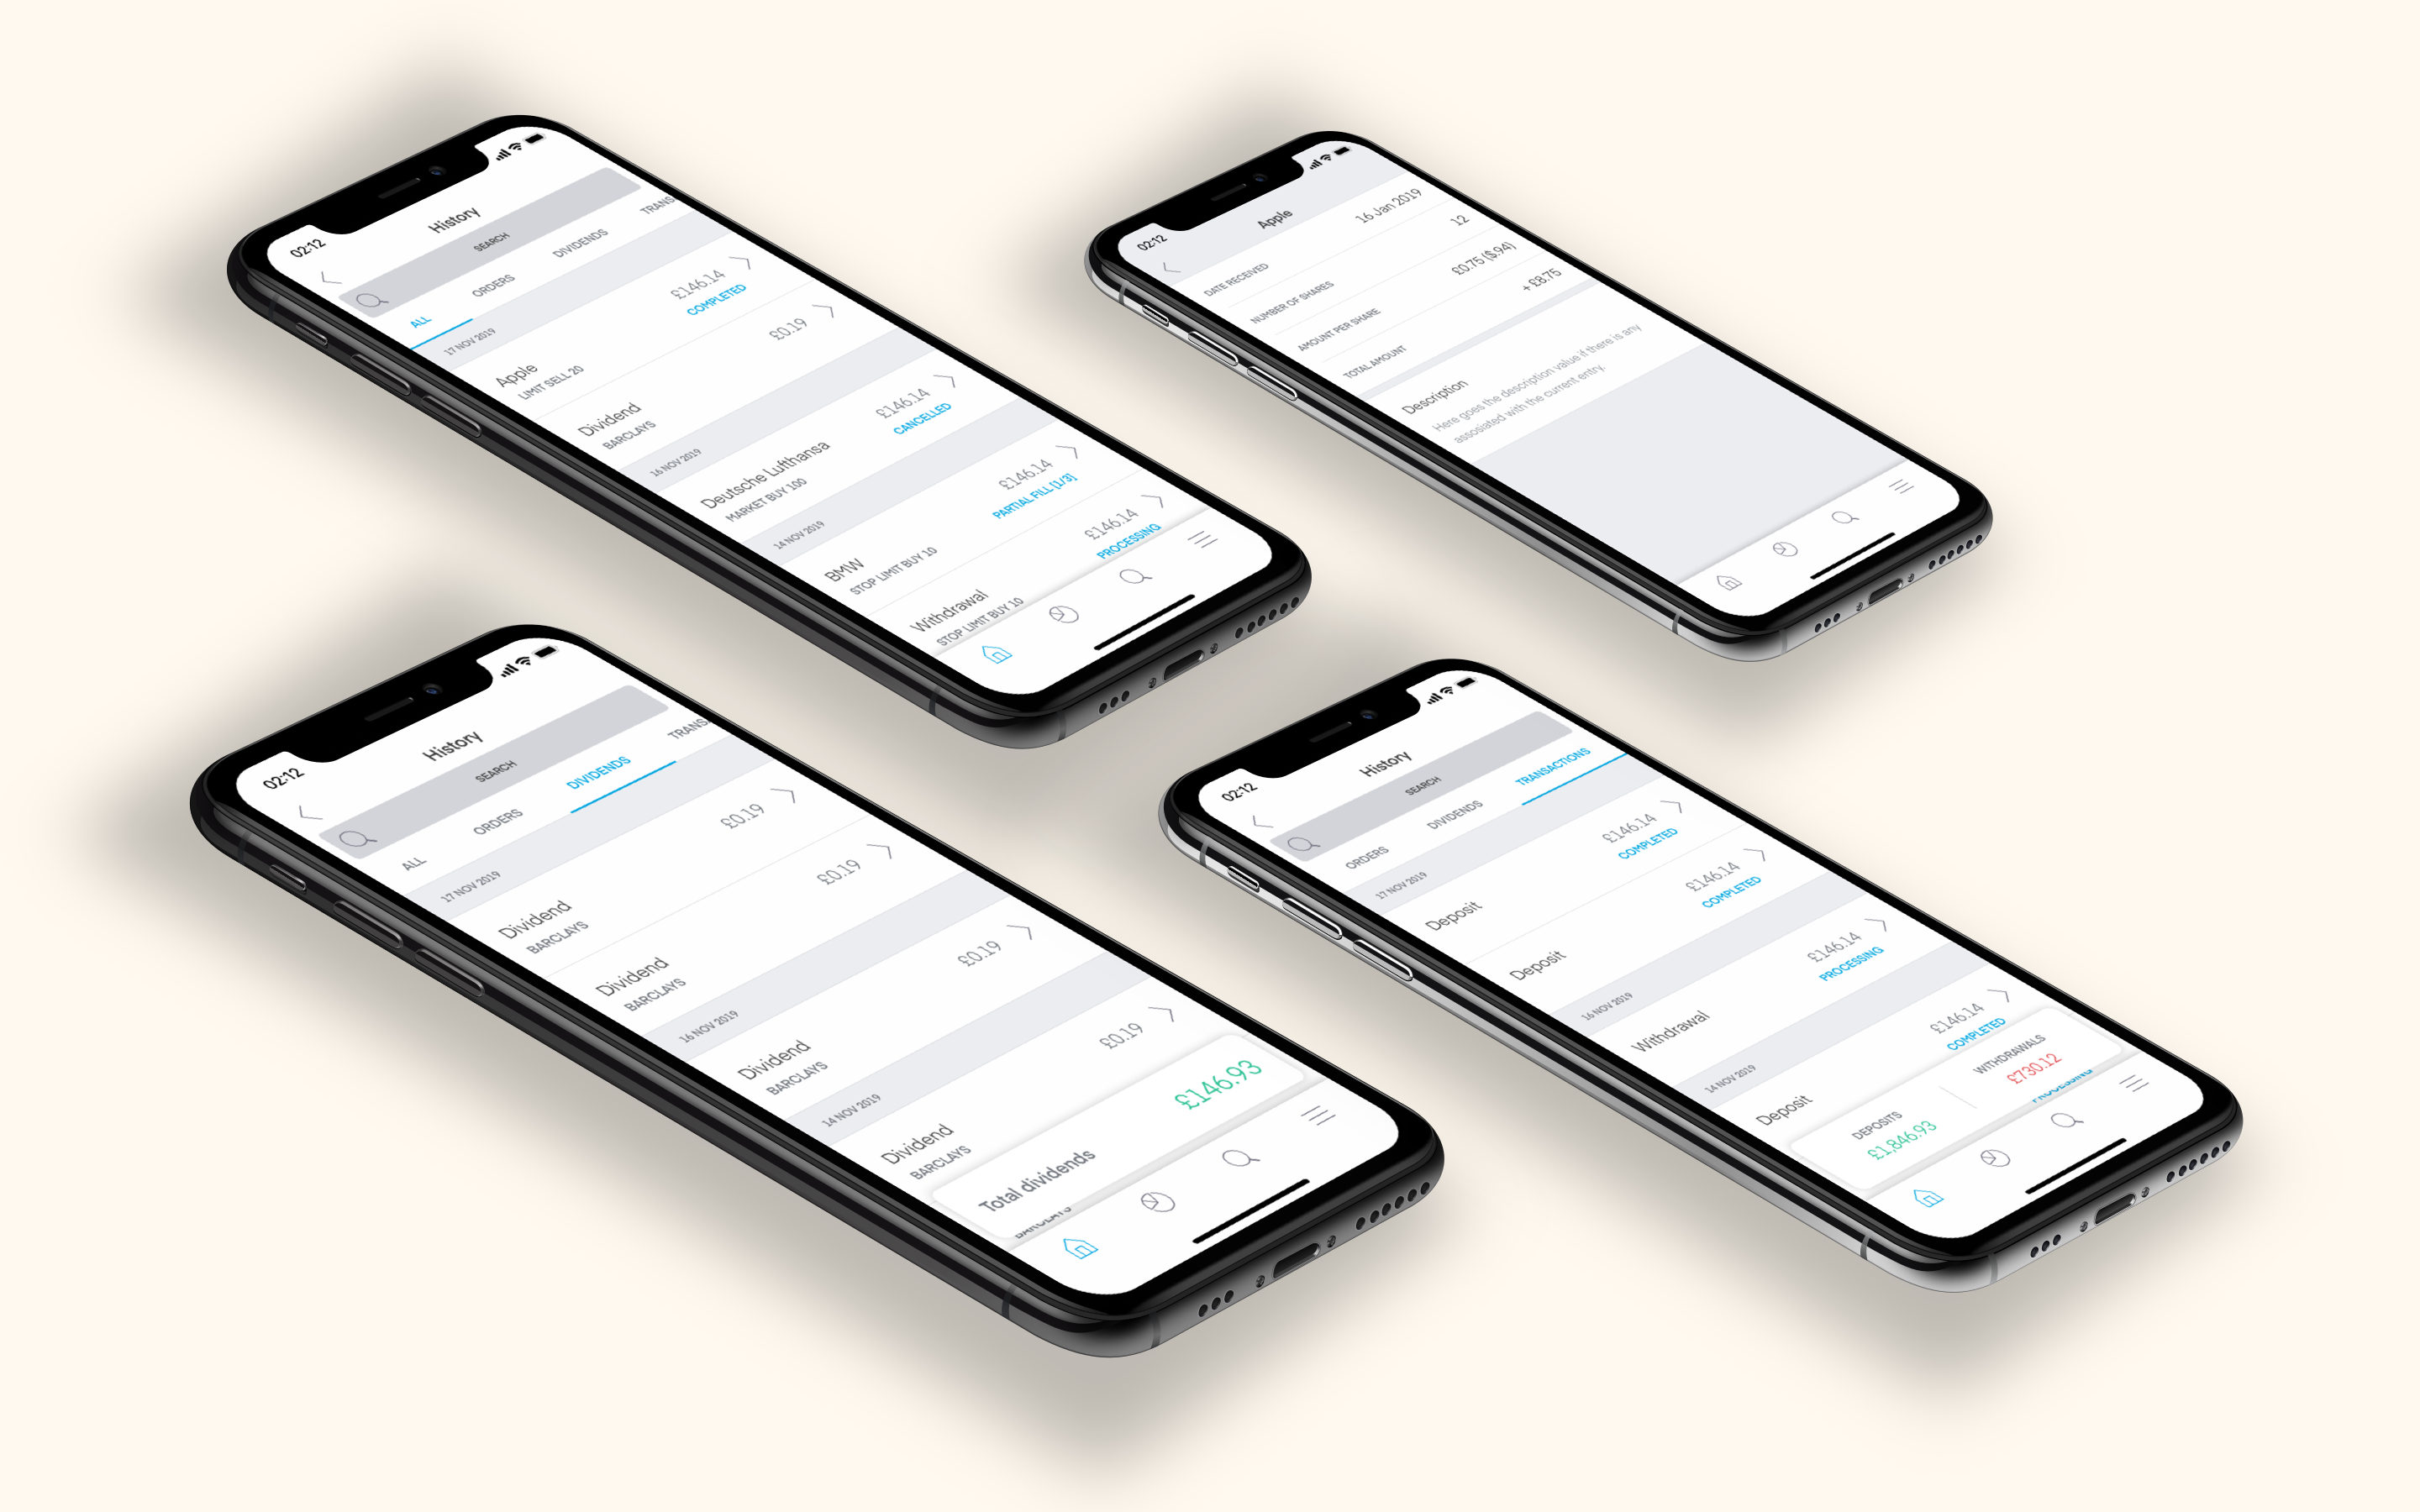 02:12
History
SEARCH
ALL
ORDERS
DIVIDENDS
TRANS
17 NOV 2019
Apple
LIMIT SELL 20
£146.14
COMPLETED
Dividend
BARCLAYS
£0.19
16 NOV 2019
Deutsche Lufthansa
MARKET BUY 100
£146.14
CANCELLED
14 NOV 2019
BMW
STOP LIMIT BUY 10
£146.14
PARTIAL FILL [1/3]
Withdrawal
STOP LIMIT BUY 10
£146.14
PROCESSING
02:12
Apple
DATE RECEIVED
16 Jan 2019
NUMBER OF SHARES
12
AMOUNT PER SHARE
£0.75 ($.94)
TOTAL AMOUNT
+ £8.75
Description
Here goes the description value if there is any
assosiated with the current entry.
02:12
History
SEARCH
ALL
ORDERS
DIVIDENDS
TRANS
17 NOV 2019
Dividend
BARCLAYS
£0.19
Dividend
BARCLAYS
£0.19
16 NOV 2019
Dividend
BARCLAYS
£0.19
14 NOV 2019
Dividend
BARCLAYS
£0.19
Total dividends
£146.93
BARCLAYS
02:12
History
SEARCH
ORDERS
DIVIDENDS
TRANSACTIONS
17 NOV 2019
Deposit
£146.14
COMPLETED
Deposit
£146.14
COMPLETED
16 NOV 2019
Withdrawal
£146.14
PROCESSING
14 NOV 2019
Deposit
£146.14
COMPLETED
DEPOSITS
£1,846.93
WITHDRAWALS
£730.12
PROCESSING